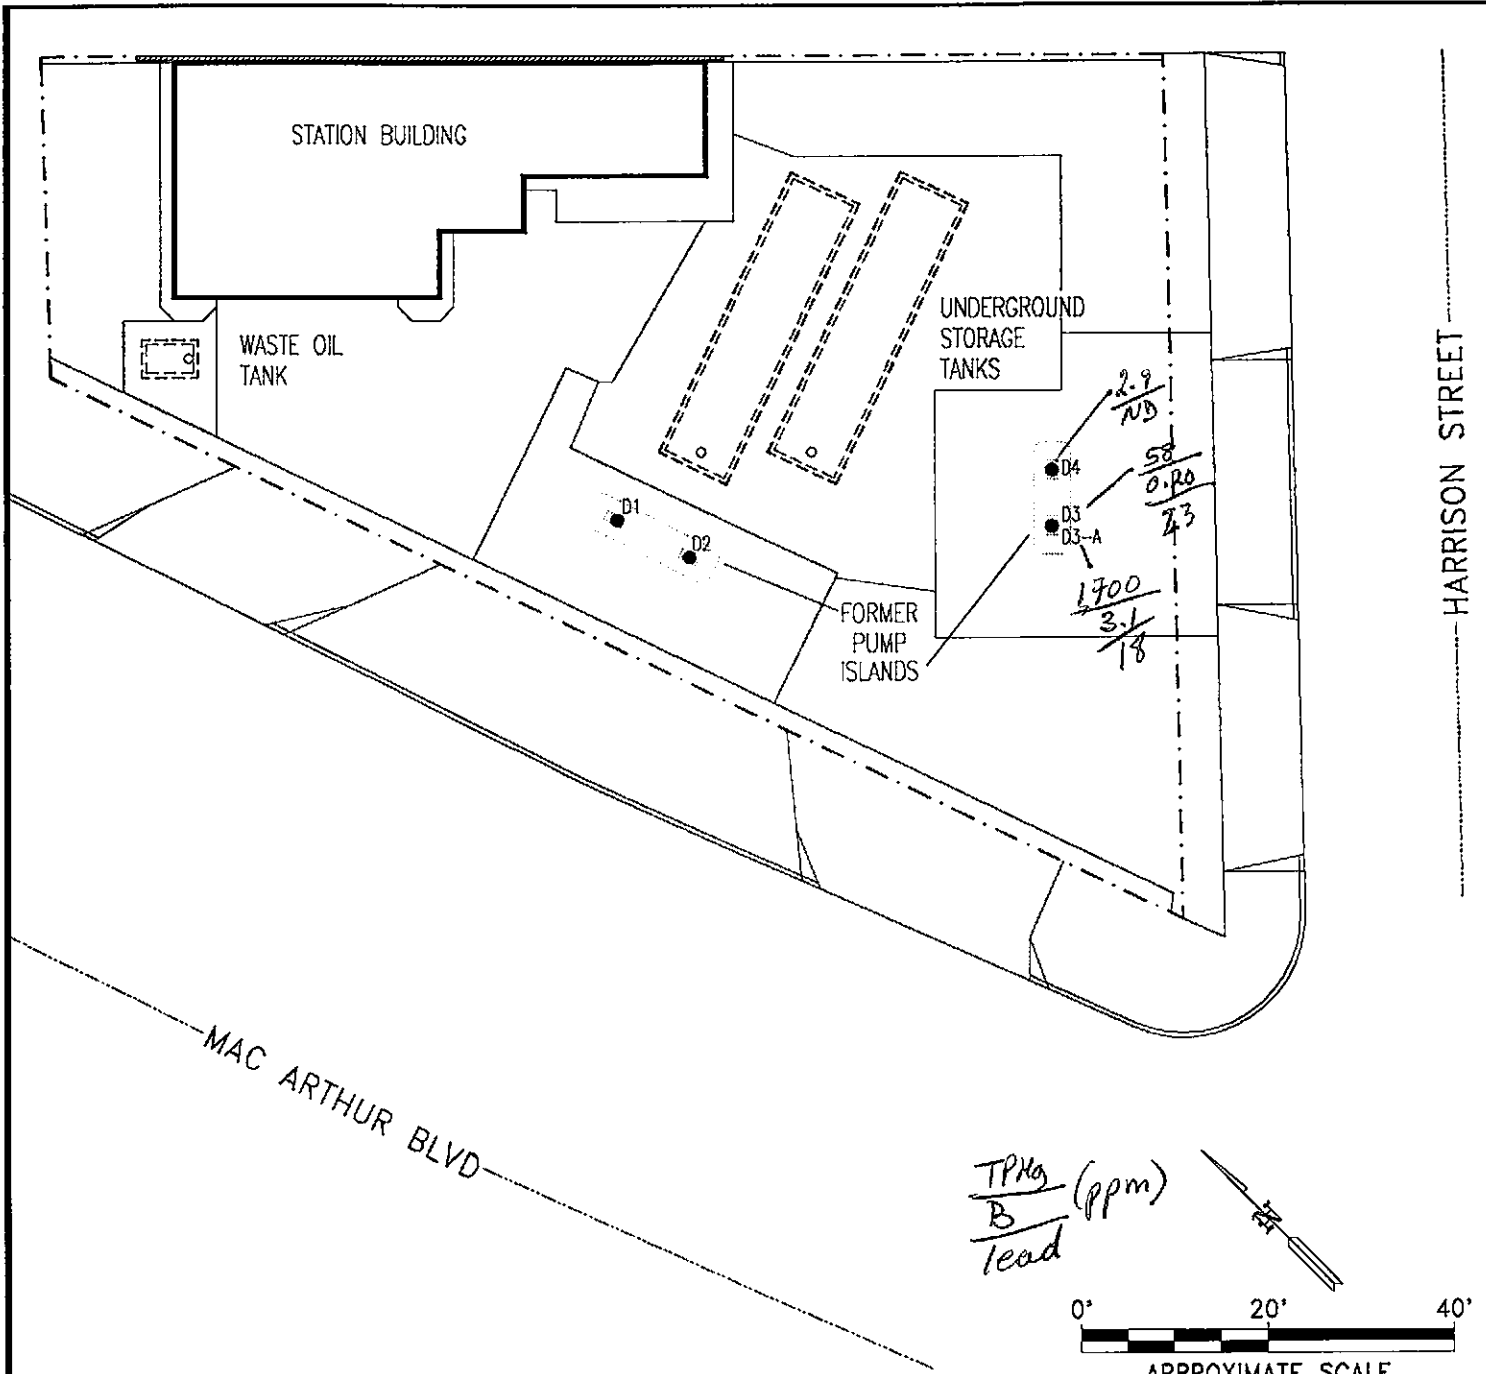 STATION BUILDING
WASTE OIL
TANK
UNDERGROUND
STORAGE
TANKS
2.9
ND
D4
58
0.20
23
D3
D3-A
1700
3.1
18
D1
D2
FORMER
PUMP
ISLANDS
HARRISON STREET
MAC ARTHUR BLVD
TPHg
B
lead
(ppm)
N
0' 20' 40'
APPROXIMATE SCALE